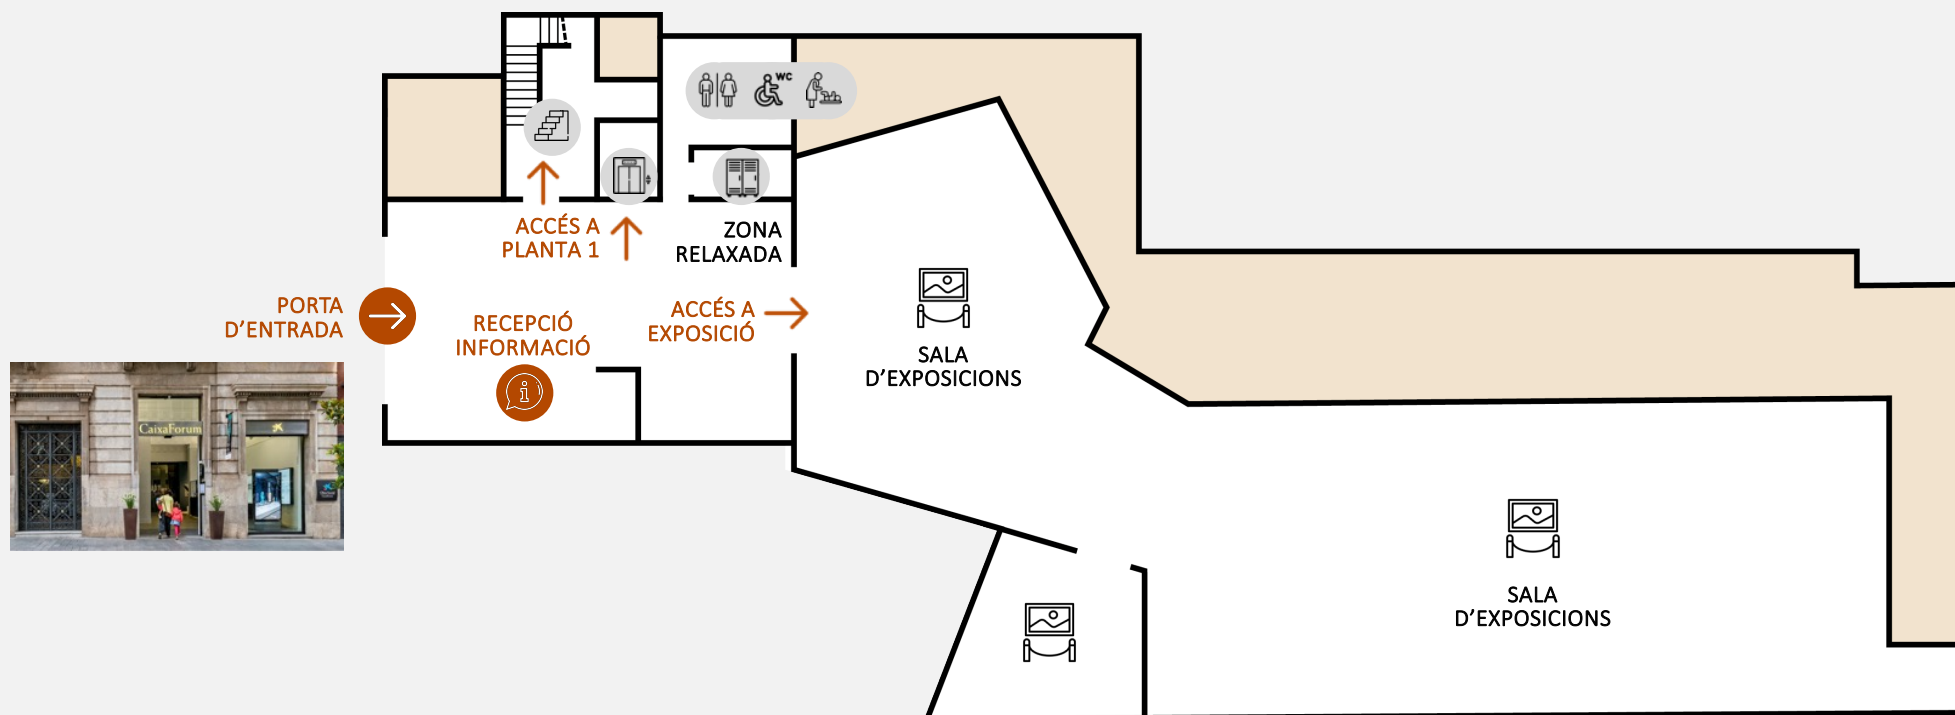 WC
ACCÉS A
PLANTA 1
ZONA
RELAXADA
PORTA
D'ENTRADA
RECEPCIÓ
INFORMACIÓ
i
ACCÉS A
EXPOSICIÓ
SALA
D'EXPOSICIONS
CaixaForum
SALA
D'EXPOSICIONS